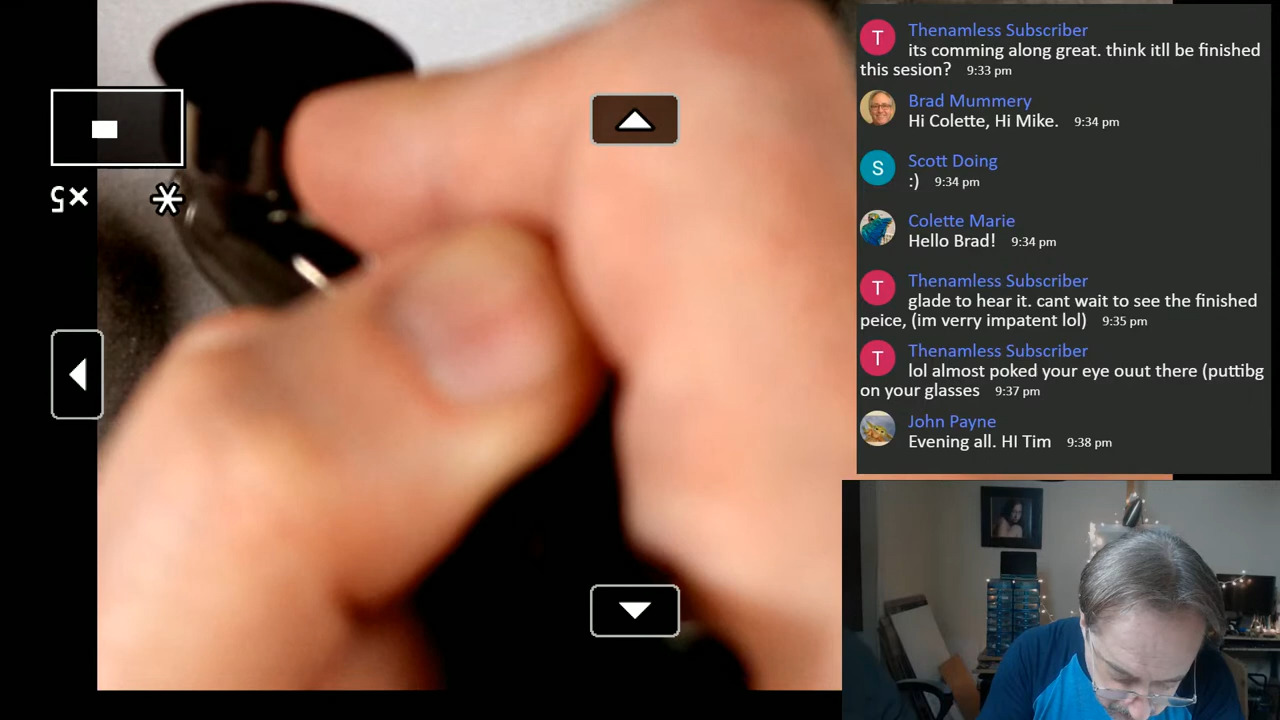 Thenamless Subscriber
its comming along great. think itll be finished
this sesion? 9:33 pm
Brad Mummery
Hi Colette, Hi Mike. 9:34 pm
Scott Doing
:) 9:34 pm
Colette Marie
Hello Brad! 9:34 pm
Thenamless Subscriber
glade to hear it. cant wait to see the finished
peice, (im verry impatent lol) 9:35 pm
Thenamless Subscriber
lol almost poked your eye ouut there (puttibg
on your glasses 9:37 pm
John Payne
Evening all. HI Tim 9:38 pm
T
S
T
T
x5